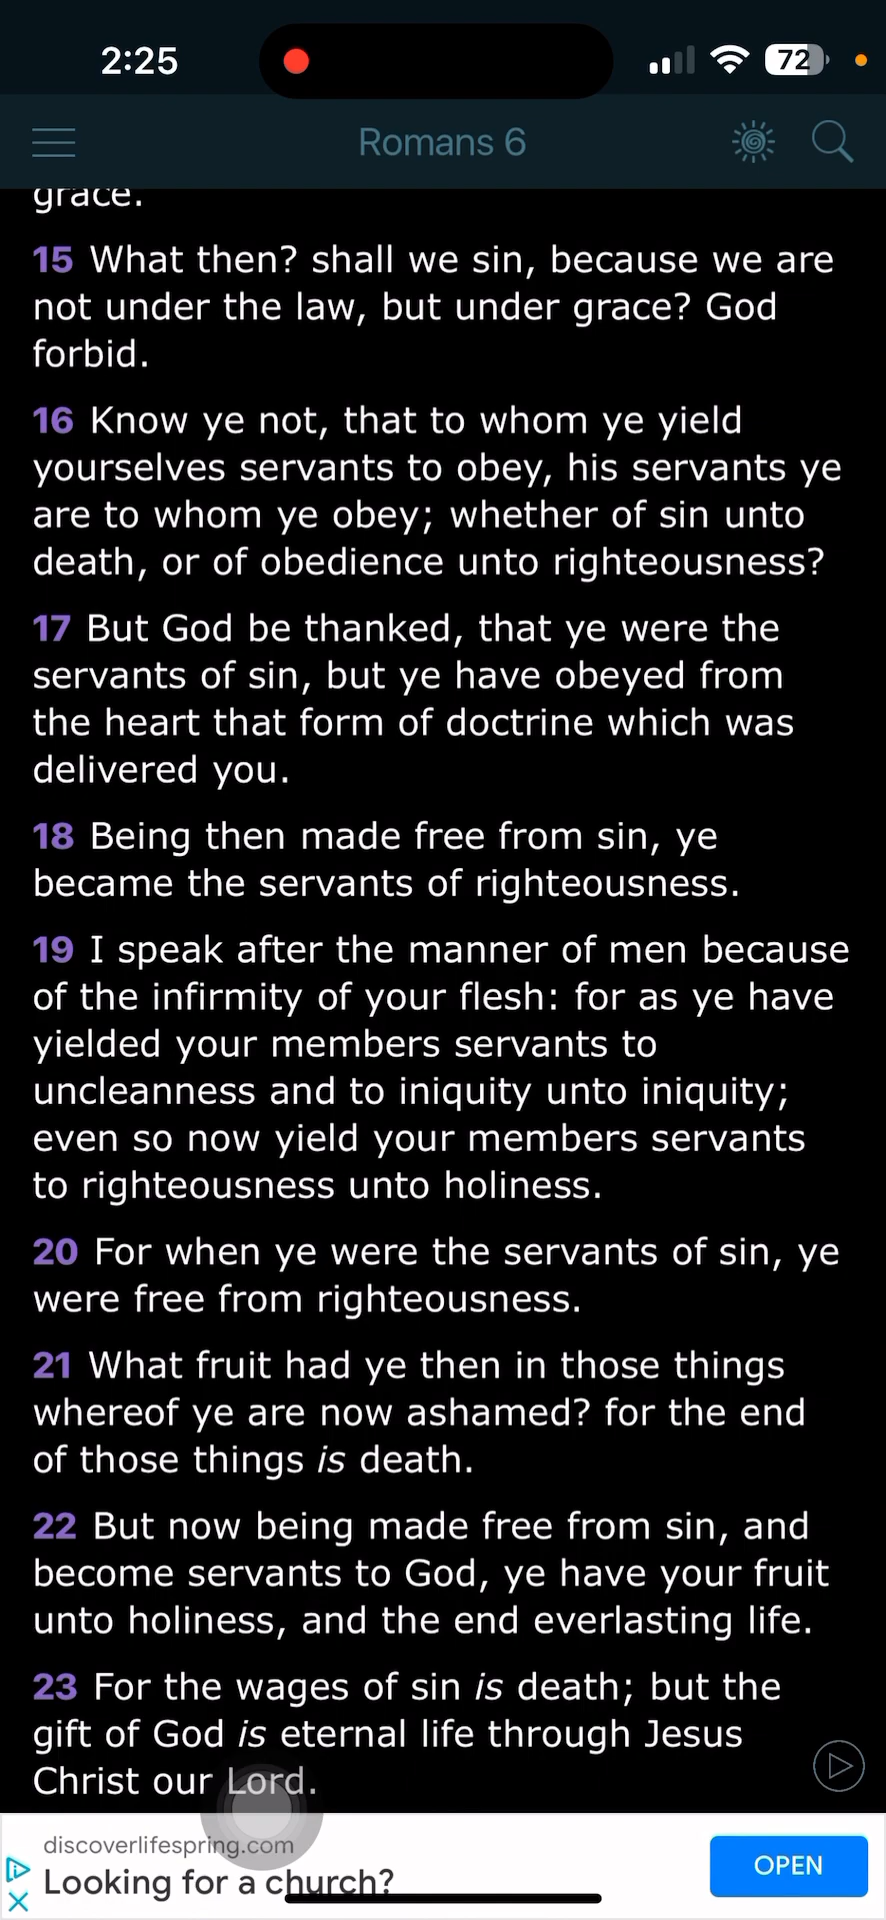 2:25
72
Romans 6
grace.
15 What then? shall we sin, because we are
not under the law, but under grace? God
forbid.
16 Know ye not, that to whom ye yield
yourselves servants to obey, his servants ye
are to whom ye obey; whether of sin unto
death, or of obedience unto righteousness?
17 But God be thanked, that ye were the
servants of sin, but ye have obeyed from
the heart that form of doctrine which was
delivered you.
18 Being then made free from sin, ye
became the servants of righteousness.
19 I speak after the manner of men because
of the infirmity of your flesh: for as ye have
yielded your members servants to
uncleanness and to iniquity unto iniquity;
even so now yield your members servants
to righteousness unto holiness.
20 For when ye were the servants of sin, ye
were free from righteousness.
21 What fruit had ye then in those things
whereof ye are now ashamed? for the end
of those things is death.
22 But now being made free from sin, and
become servants to God, ye have your fruit
unto holiness, and the end everlasting life.
23 For the wages of sin is death; but the
gift of God is eternal life through Jesus
Christ our Lord.
discoverlifespring.com
Looking for a church?
OPEN